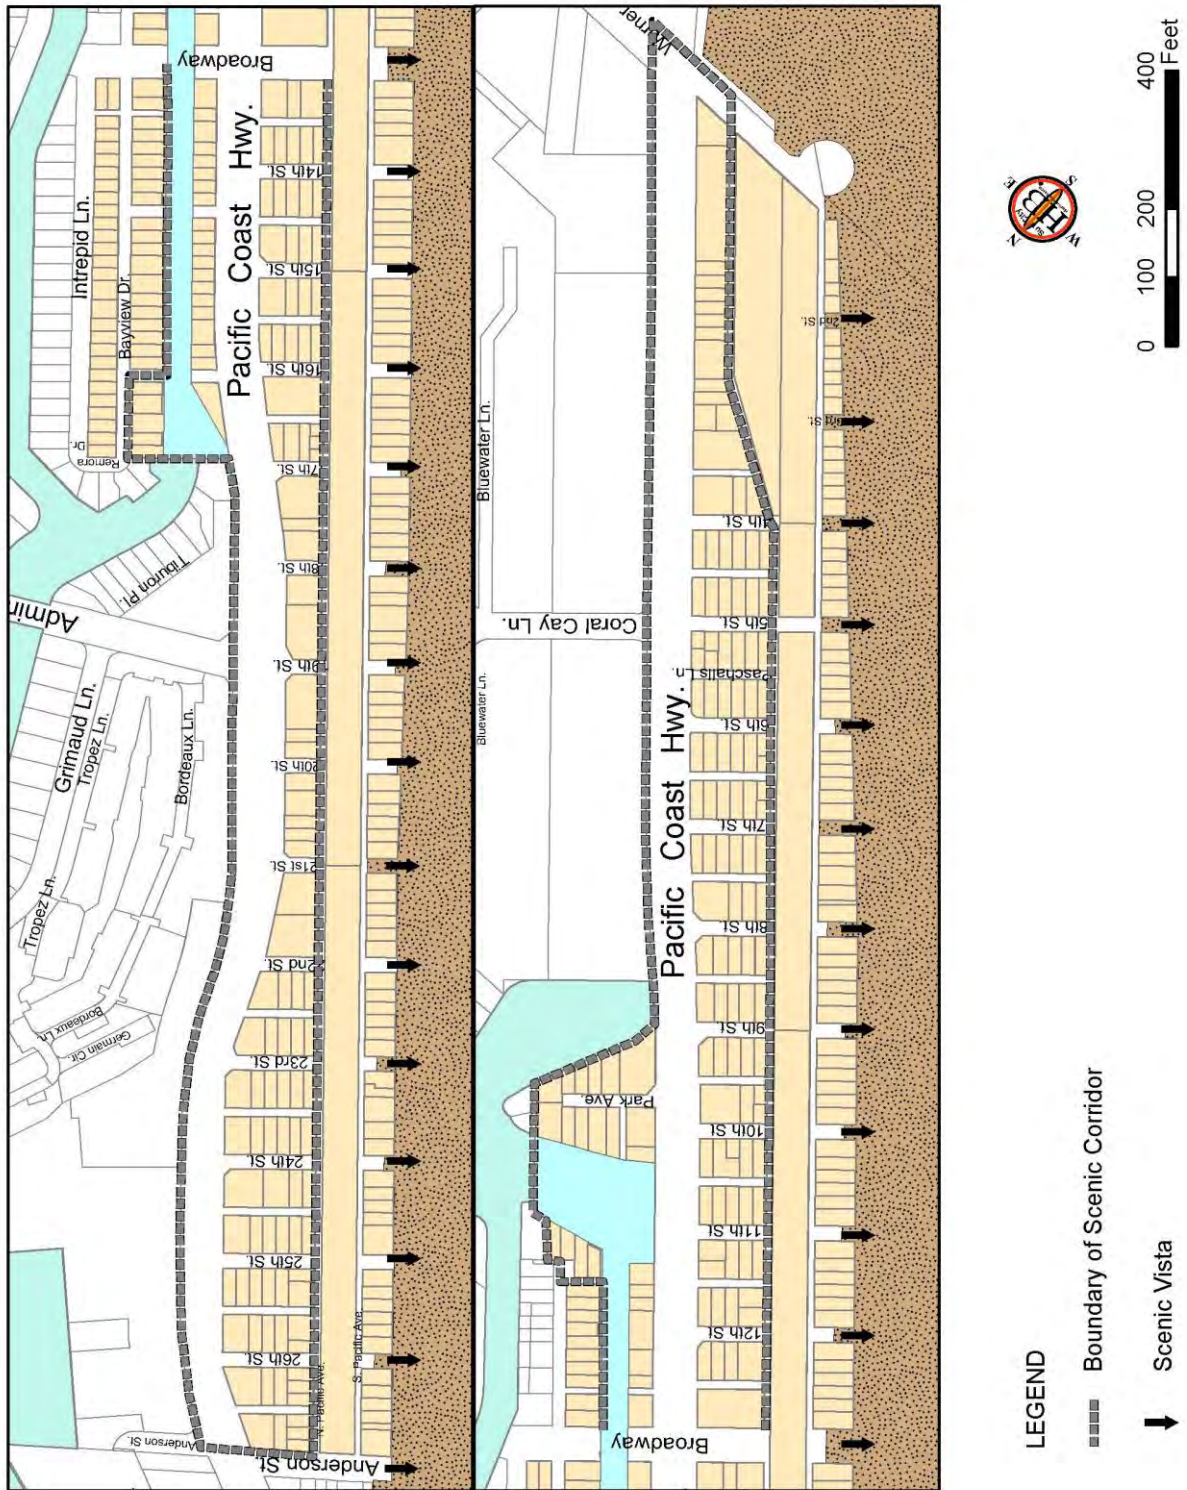 Broadway
Pacific Coast Hwy.
Intrepid Ln.
Bayview Dr.
Remora
Dr.
Tiburon Pl.
Admin
Grimaud Ln.
Tropez Ln.
Bordeaux Ln.
Tropez Ln.
Bordeaux Ln.
Germain Cir.
14th St.
15th St.
16th St.
7th St.
8th St.
19th St.
20th St.
21st St.
2nd St.
23rd St.
24th St
25th St.
26th St
N. Pacific Ave.
S. Pacific Ave.
Anderson St.
Anderson St
Warner
Bluewater Ln.
Bluewater Ln.
Coral Cay Ln.
Pacific Coast Hwy.
2nd St.
4th St.
5th St.
Paschalls Ln.
6th St.
7th St
8th St.
9th St.
Park Ave.
10th St.
11th St.
12th St.
Broadway
N
E
S
W
HB
0 100 200 400
Feet
LEGEND
Boundary of Scenic Corridor
Scenic Vista